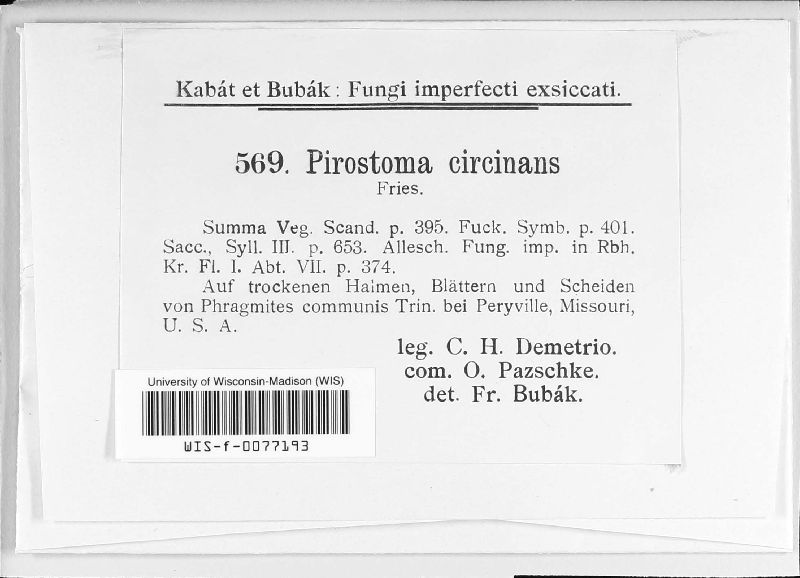 Kabát et Bubák: Fungi imperfecti exsiccati.
569. Pirostoma circinans
Fries.
Summa Veg. Scand. p. 395. Fuck. Symb. p. 401.
Sacc., Syll. III. p. 653. Allesch. Fung. imp. in Rbh.
Kr. Fl. I. Abt. VII. p. 374.
Auf trockenen Halmen, Blättern und Scheiden
von Phragmites communis Trin. bei Peryville, Missouri,
U. S. A.
leg. C. H. Demetrio.
com. O. Pazschke.
det. Fr. Bubák.
University of Wisconsin-Madison (WIS)
WIS-f-0077193